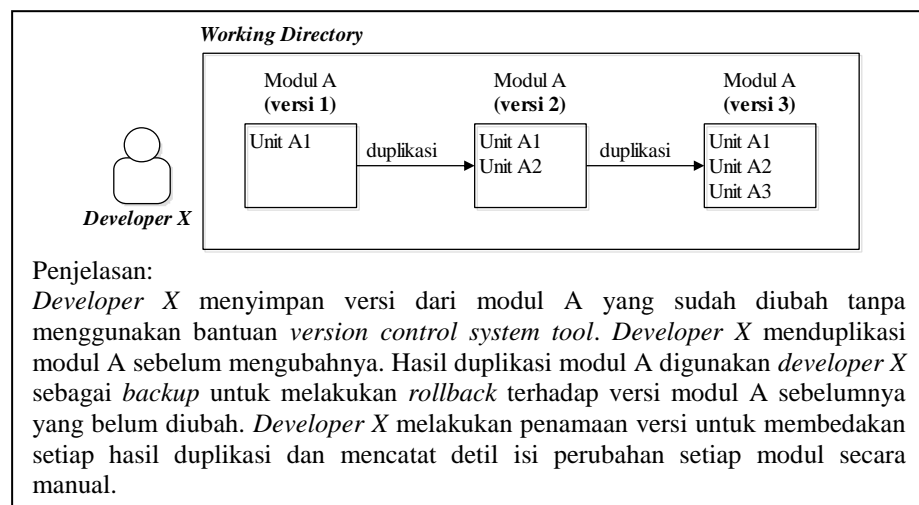 Working Directory
Modul A
(versi 1)
Modul A
(versi 2)
Modul A
(versi 3)
Unit A1
duplikasi
Unit A1
Unit A2
duplikasi
Unit A1
Unit A2
Unit A3
Developer X
Penjelasan:
Developer X menyimpan versi dari modul A yang sudah diubah tanpa
menggunakan bantuan version control system tool. Developer X menduplikasi
modul A sebelum mengubahnya. Hasil duplikasi modul A digunakan developer X
sebagai backup untuk melakukan rollback terhadap versi modul A sebelumnya
yang belum diubah. Developer X melakukan penamaan versi untuk membedakan
setiap hasil duplikasi dan mencatat detil isi perubahan setiap modul secara
manual.